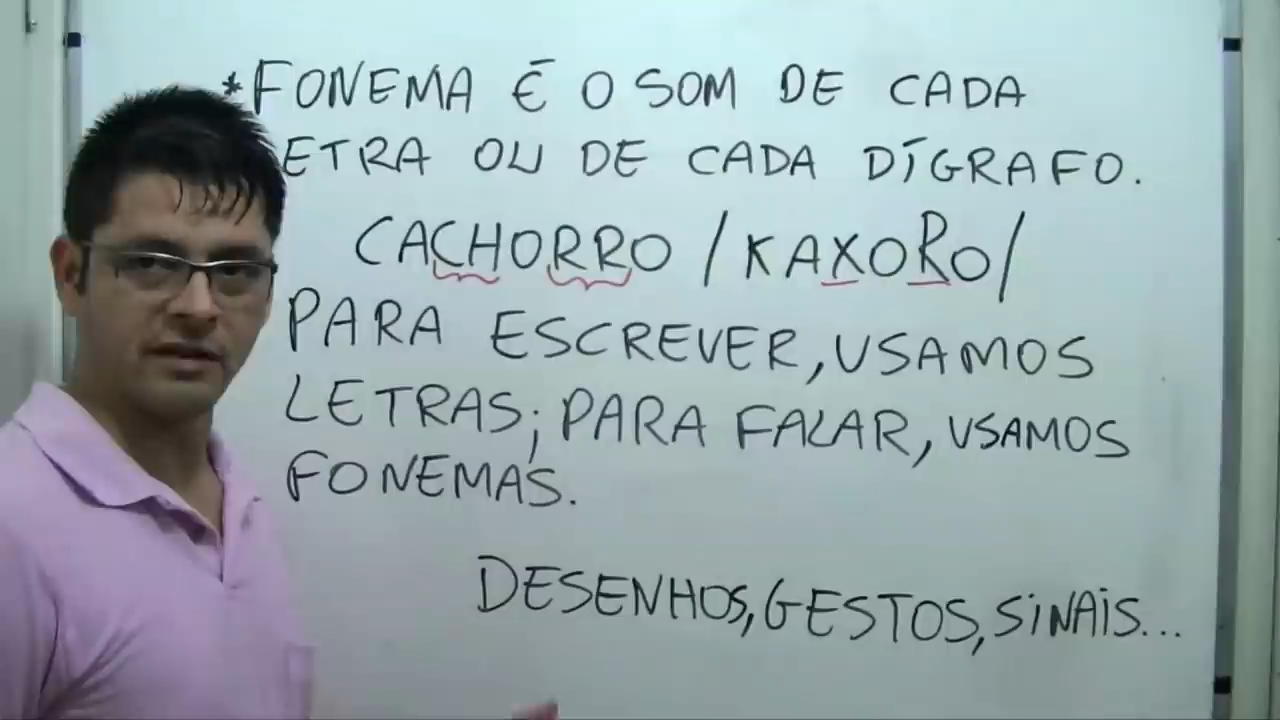 *FONEMA É O SOM DE CADA
ETRA OU DE CADA DÍGRAFO.
CACHORRO /KAXORO/
PARA ESCREVER, USAMOS
LETRAS; PARA FALAR, USAMOS
FONEMAS.
DESENHOS, GESTOS, SINAIS...